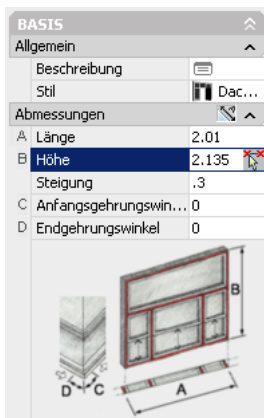 BASIS
Allgemein
Beschreibung
Stil Dac...
Abmessungen
A Länge 2.01
B Höhe 2.135
Steigung .3
C Anfangsgehrungswin... 0
D Endgehrungswinkel 0
B
D C A